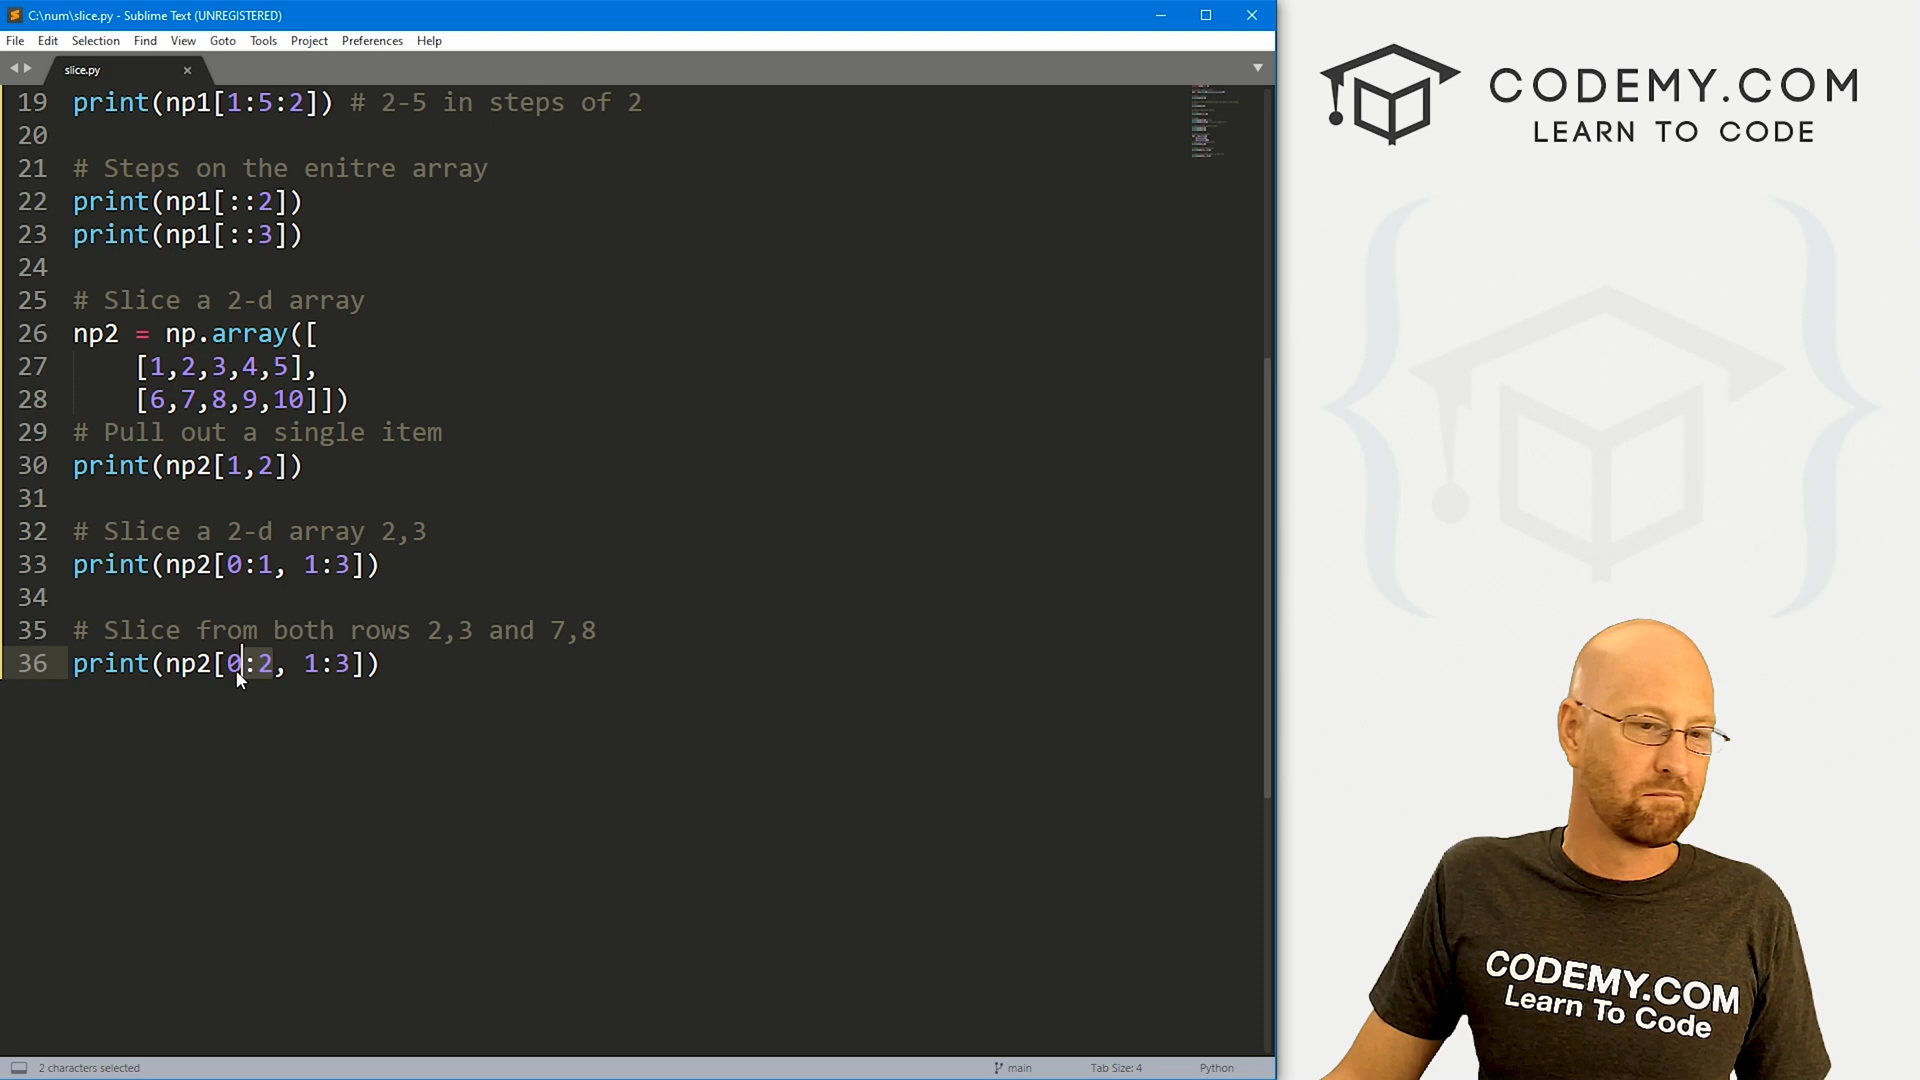 C:\num\slice.py - Sublime Text (UNREGISTERED)
File Edit Selection Find View Goto Tools Project Preferences Help
slice.py
19 print(np1[1:5:2]) # 2-5 in steps of 2
20
21 # Steps on the enitre array
22 print(np1[::2])
23 print(np1[::3])
24
25 # Slice a 2-d array
26 np2 = np.array([
27 [1,2,3,4,5],
28 [6,7,8,9,10]])
29 # Pull out a single item
30 print(np2[1,2])
31
32 # Slice a 2-d array 2,3
33 print(np2[0:1, 1:3])
34
35 # Slice from both rows 2,3 and 7,8
36 print(np2[0:2, 1:3])
2 characters selected
main
Tab Size: 4
Python
CODEMY.COM
LEARN TO CODE
CODEMY.COM
Learn To Code